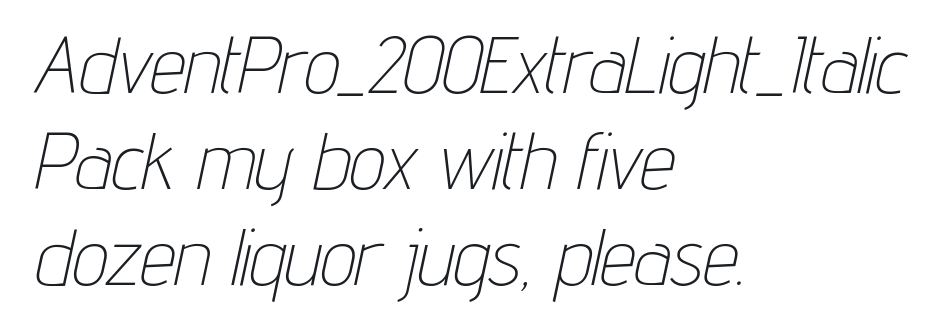 AdventPro_200ExtraLight_Italic
Pack my box with five
dozen liquor jugs, please.